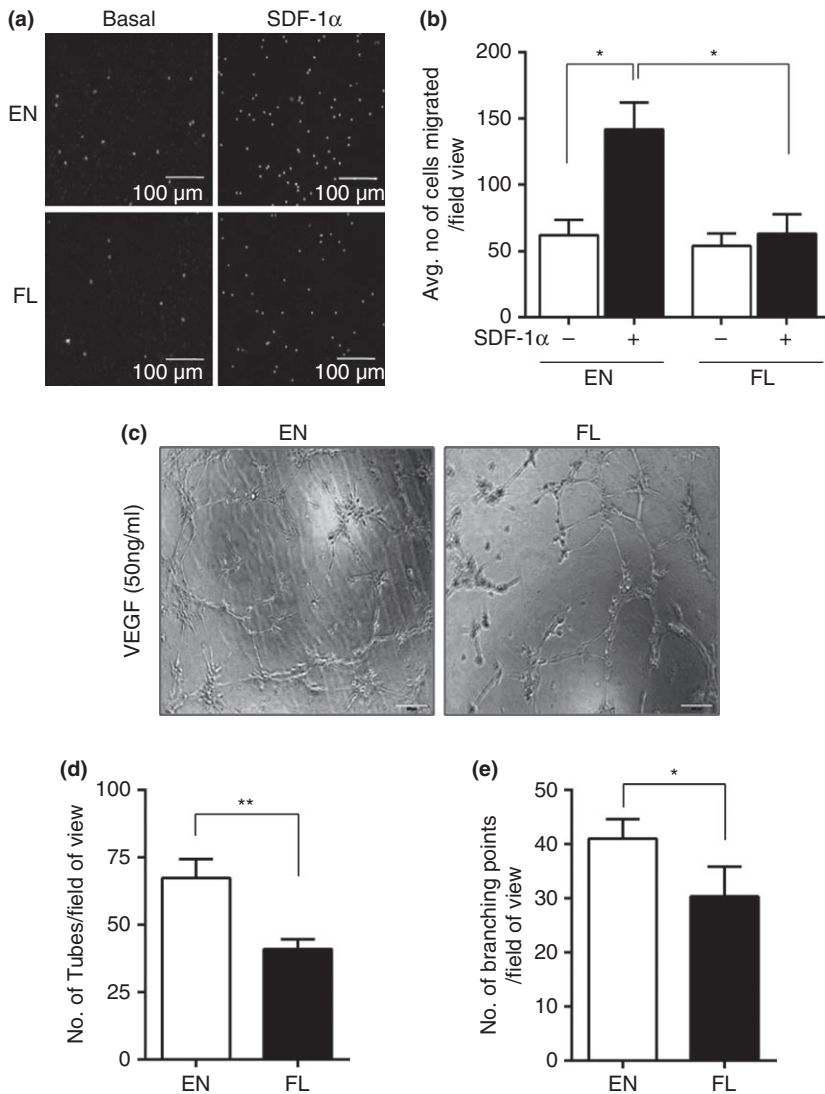 (a)
Basal
SDF-1α
EN
100 µm
100 µm
FL
100 µm
100 µm
(b)
Avg. no of cells migrated
/field view
200
150
100
50
0
*
*
SDF-1α
–
+
–
+
EN
FL
(c)
EN
FL
VEGF (50ng/ml)
(d)
No. of Tubes/field of view
100
75
50
25
0
**
EN
FL
(e)
No. of branching points
/field of view
50
40
30
20
10
0
*
EN
FL